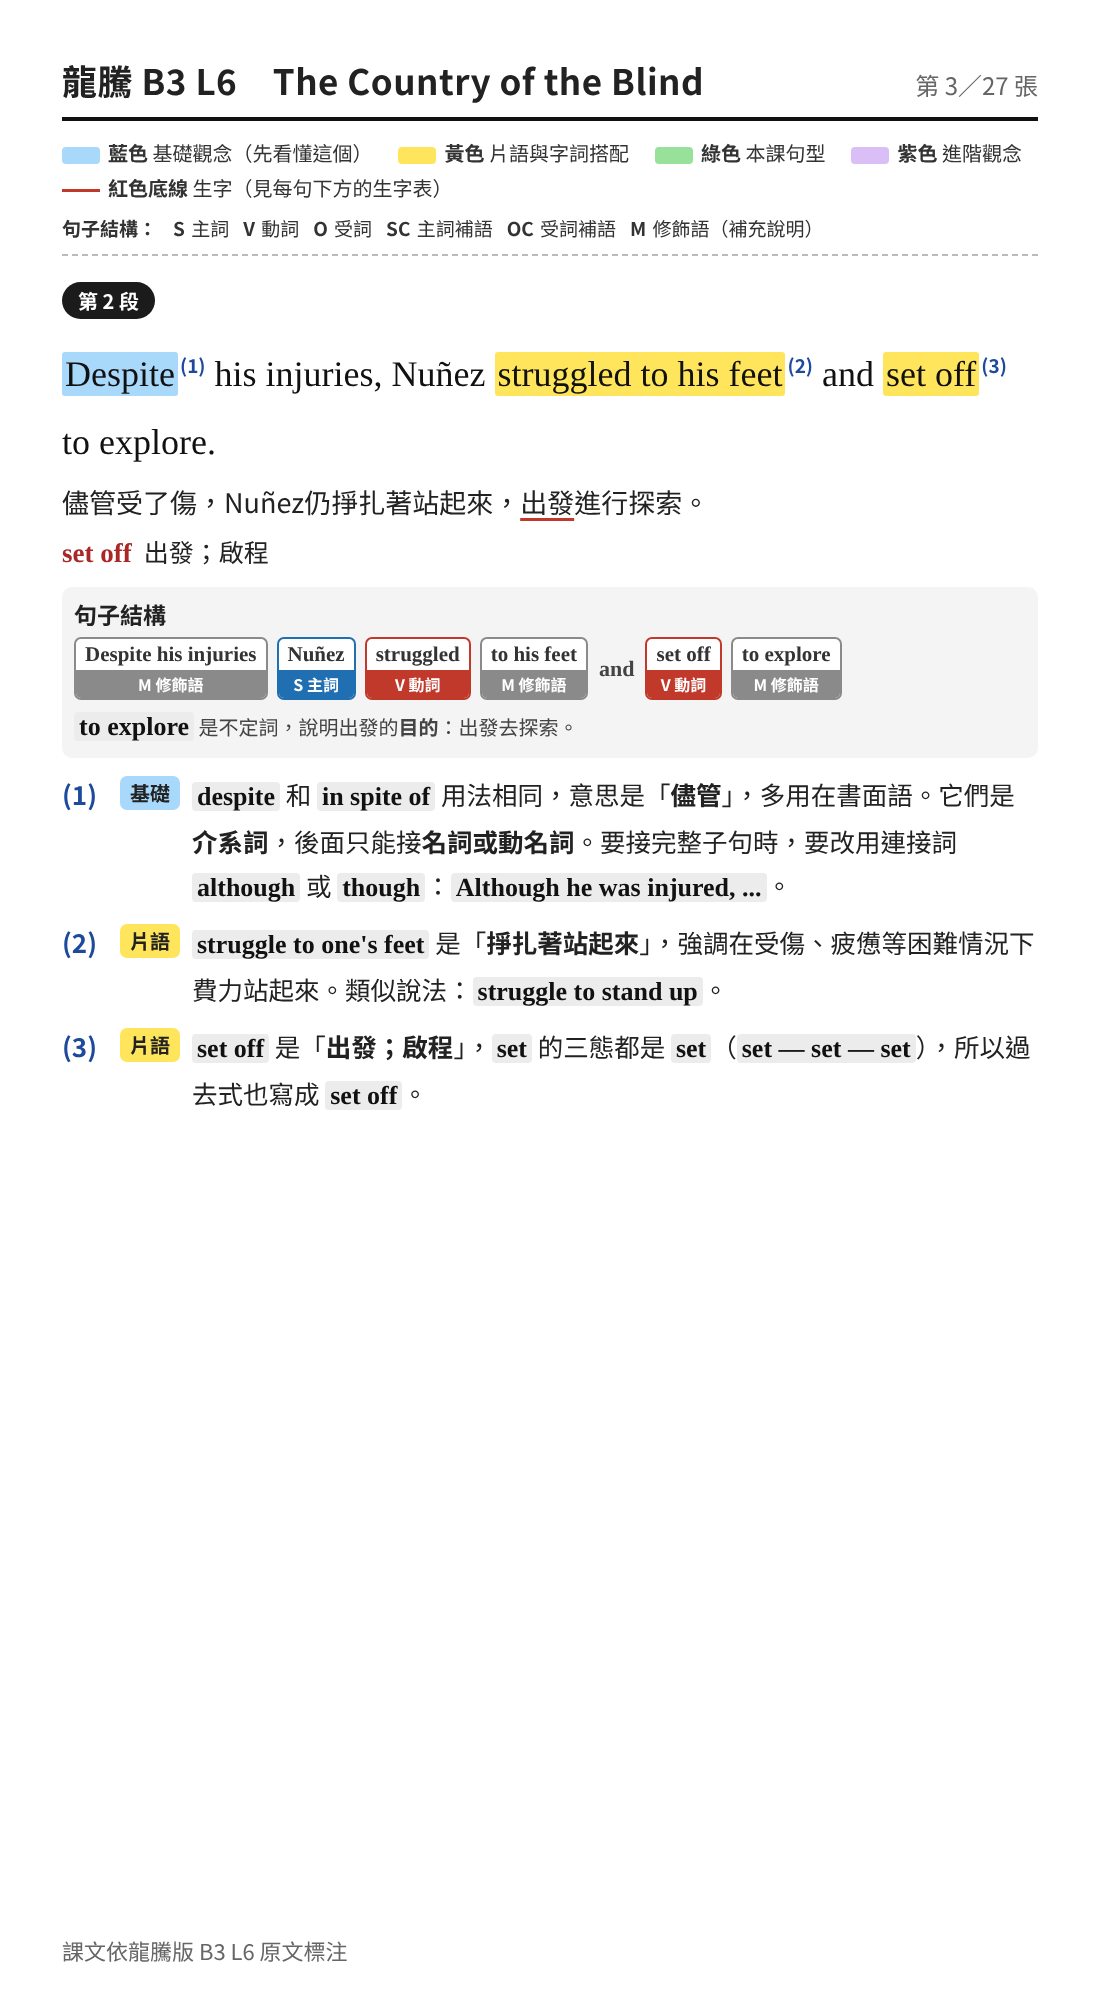 龍騰 B3 L6　The Country of the Blind　第 3／27 張
藍色 基礎觀念（先看懂這個）　黃色 片語與字詞搭配　綠色 本課句型　紫色 進階觀念
紅色底線 生字（見每句下方的生字表）
句子結構： S 主詞 V 動詞 O 受詞 SC 主詞補語 OC 受詞補語 M 修飾語（補充說明）
第 2 段
Despite(1) his injuries, Nuñez struggled to his feet(2) and set off(3)
to explore.
儘管受了傷，Nuñez仍掙扎著站起來，出發進行探索。
set off 出發；啟程
句子結構
Despite his injuries Nuñez struggled to his feet and set off to explore
M 修飾語 S 主詞 V 動詞 M 修飾語 V 動詞 M 修飾語
to explore 是不定詞，說明出發的目的：出發去探索。
(1) 基礎 despite 和 in spite of 用法相同，意思是「儘管」，多用在書面語。它們是
介系詞，後面只能接名詞或動名詞。要接完整子句時，要改用連接詞
although 或 though：Although he was injured, ...。
(2) 片語 struggle to one's feet 是「掙扎著站起來」，強調在受傷、疲憊等困難情況下
費力站起來。類似說法：struggle to stand up。
(3) 片語 set off 是「出發；啟程」，set 的三態都是 set（set — set — set），所以過
去式也寫成 set off。
課文依龍騰版 B3 L6 原文標注